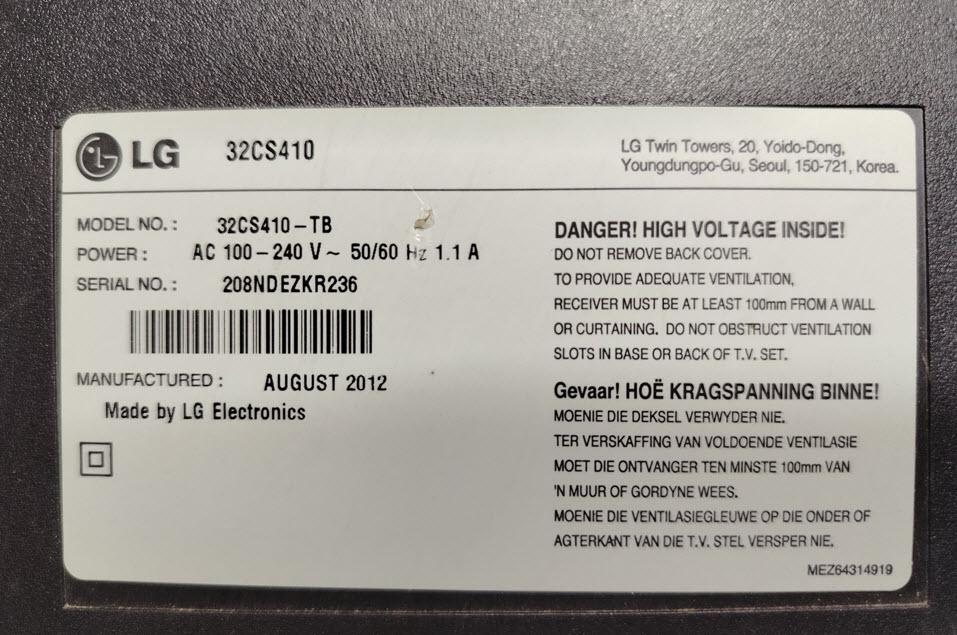 LG 32CS410
LG Twin Towers, 20, Yoido-Dong,
Youngdungpo-Gu, Seoul, 150-721, Korea.
MODEL NO. : 32CS410-TB
POWER : AC 100-240 V~ 50/60 Hz 1.1 A
SERIAL NO. : 208NDEZKR236
MANUFACTURED : AUGUST 2012
Made by LG Electronics
DANGER! HIGH VOLTAGE INSIDE!
DO NOT REMOVE BACK COVER.
TO PROVIDE ADEQUATE VENTILATION,
RECEIVER MUST BE AT LEAST 100mm FROM A WALL
OR CURTAINING. DO NOT OBSTRUCT VENTILATION
SLOTS IN BASE OR BACK OF T.V. SET.
Gevaar! HOË KRAGSPANNING BINNE!
MOENIE DIE DEKSEL VERWYDER NIE.
TER VERSKAFFING VAN VOLDOENDE VENTILASIE
MOET DIE ONTVANGER TEN MINSTE 100mm VAN
'N MUUR OF GORDYNE WEES.
MOENIE DIE VENTILASIEGLEUWE OP DIE ONDER OF
AGTERKANT VAN DIE T.V. STEL VERSPER NIE.
MEZ64314919